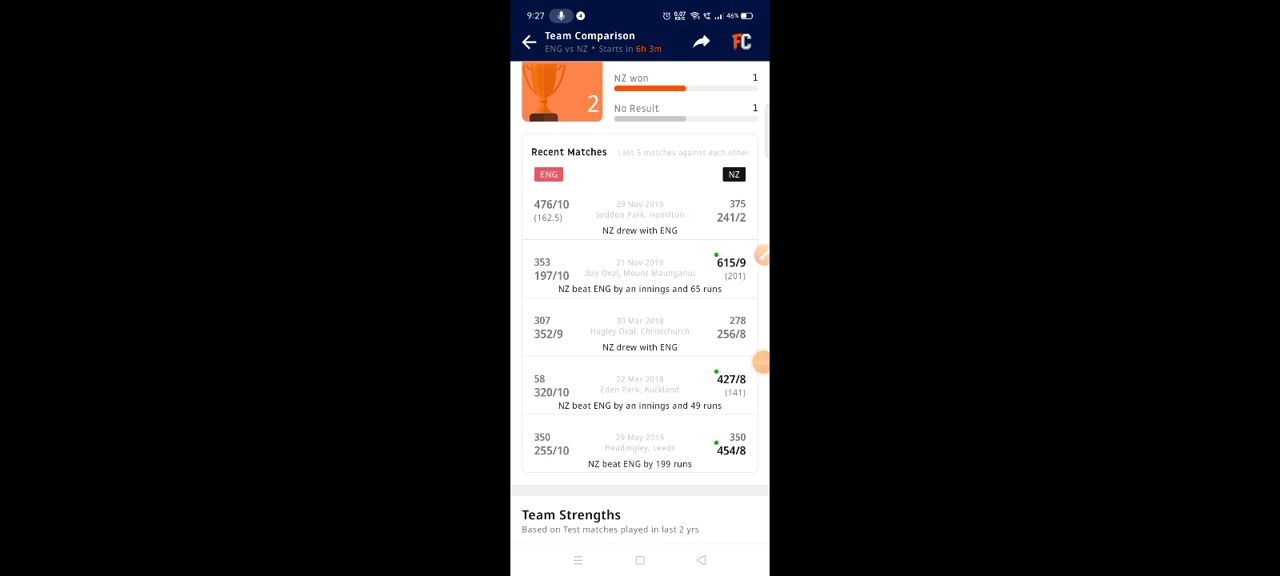 9:27
0.07
KB/S
46%
Team Comparison
ENG vs NZ * Starts in 6h 3m
FC
2
NZ won 1
No Result 1
Recent Matches Last 5 matches against each other
ENG NZ
476/10 29 Nov 2019 375
(162.5) Seddon Park, Hamilton 241/2
NZ drew with ENG
353 21 Nov 2019 615/9
197/10 Bay Oval, Mount Maunganui (201)
NZ beat ENG by an innings and 65 runs
307 30 Mar 2018 278
352/9 Hagley Oval, Christchurch 256/8
NZ drew with ENG
58 22 Mar 2018 427/8
320/10 Eden Park, Auckland (141)
NZ beat ENG by an innings and 49 runs
350 29 May 2015 350
255/10 Headingley, Leeds 454/8
NZ beat ENG by 199 runs
Team Strengths
Based on Test matches played in last 2 yrs